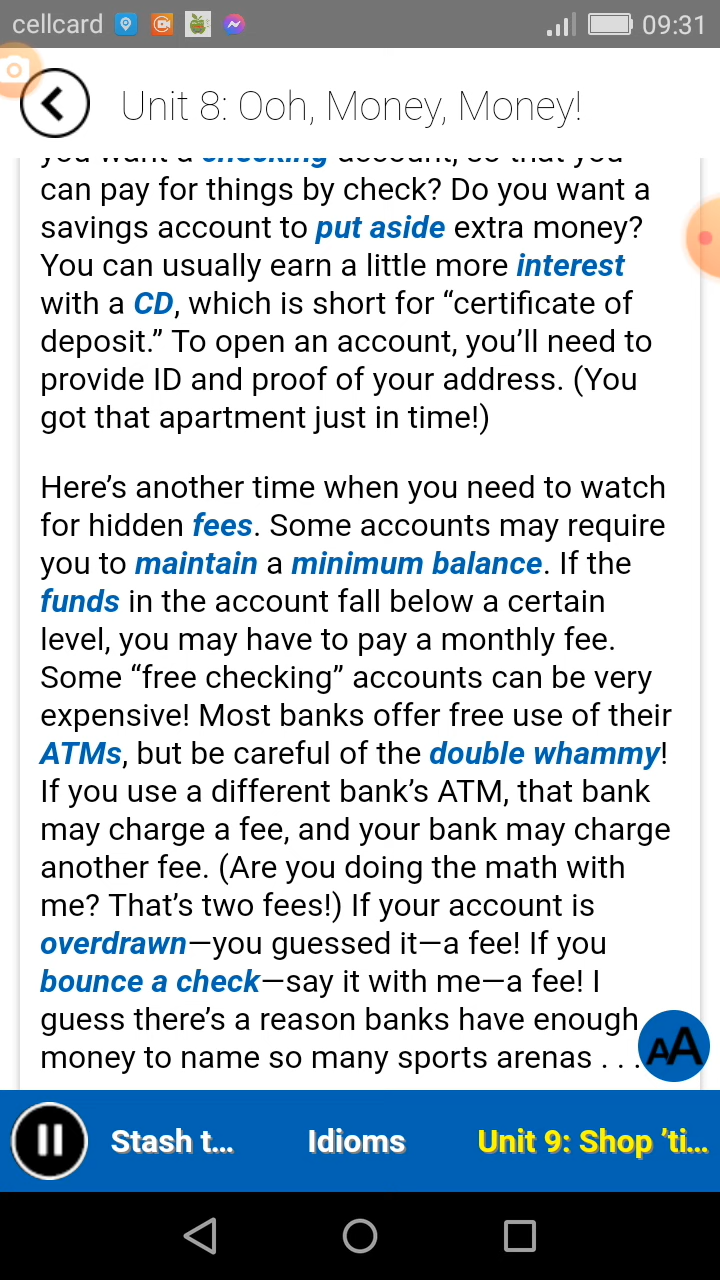 cellcard
09:31
Unit 8: Ooh, Money, Money!
you want a checking account, so that you
can pay for things by check? Do you want a
savings account to put aside extra money?
You can usually earn a little more interest
with a CD, which is short for “certificate of
deposit.” To open an account, you’ll need to
provide ID and proof of your address. (You
got that apartment just in time!)
Here’s another time when you need to watch
for hidden fees. Some accounts may require
you to maintain a minimum balance. If the
funds in the account fall below a certain
level, you may have to pay a monthly fee.
Some “free checking” accounts can be very
expensive! Most banks offer free use of their
ATMs, but be careful of the double whammy!
If you use a different bank’s ATM, that bank
may charge a fee, and your bank may charge
another fee. (Are you doing the math with
me? That’s two fees!) If your account is
overdrawn—you guessed it—a fee! If you
bounce a check—say it with me—a fee! I
guess there’s a reason banks have enough
money to name so many sports arenas . . .
AA
Stash t...
Idioms
Unit 9: Shop ’ti...